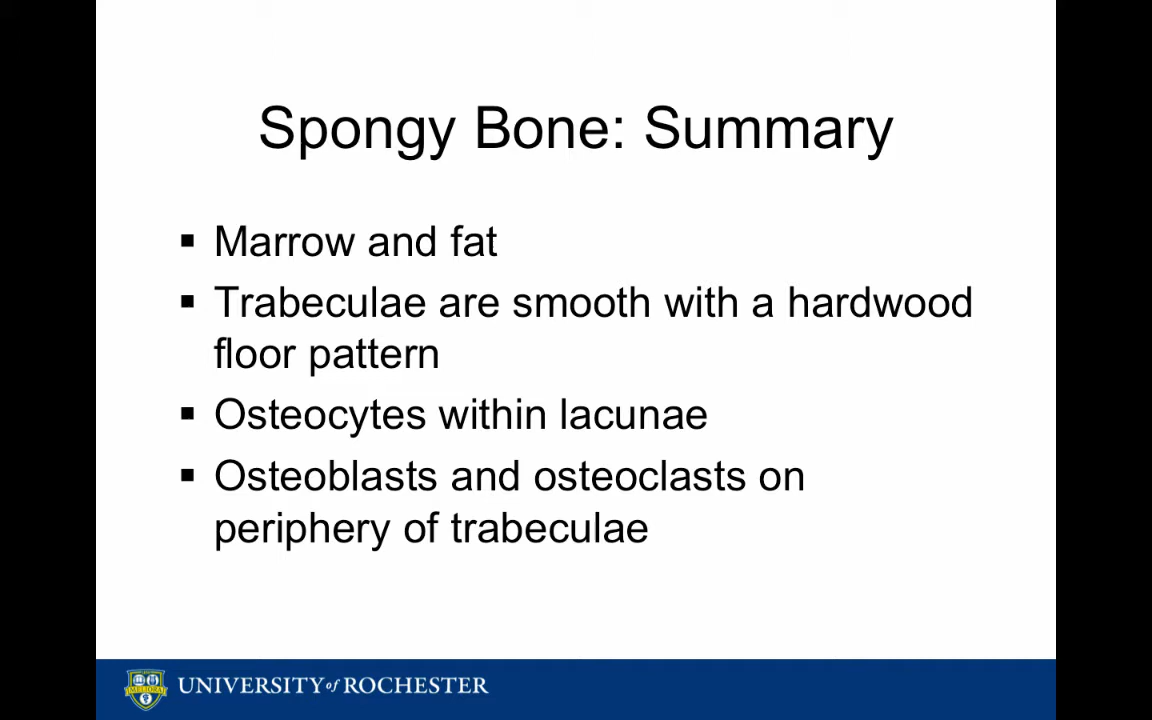 Spongy Bone: Summary
▪ Marrow and fat
▪ Trabeculae are smooth with a hardwood
floor pattern
▪ Osteocytes within lacunae
▪ Osteoblasts and osteoclasts on
periphery of trabeculae
MELIORA
UNIVERSITY of ROCHESTER